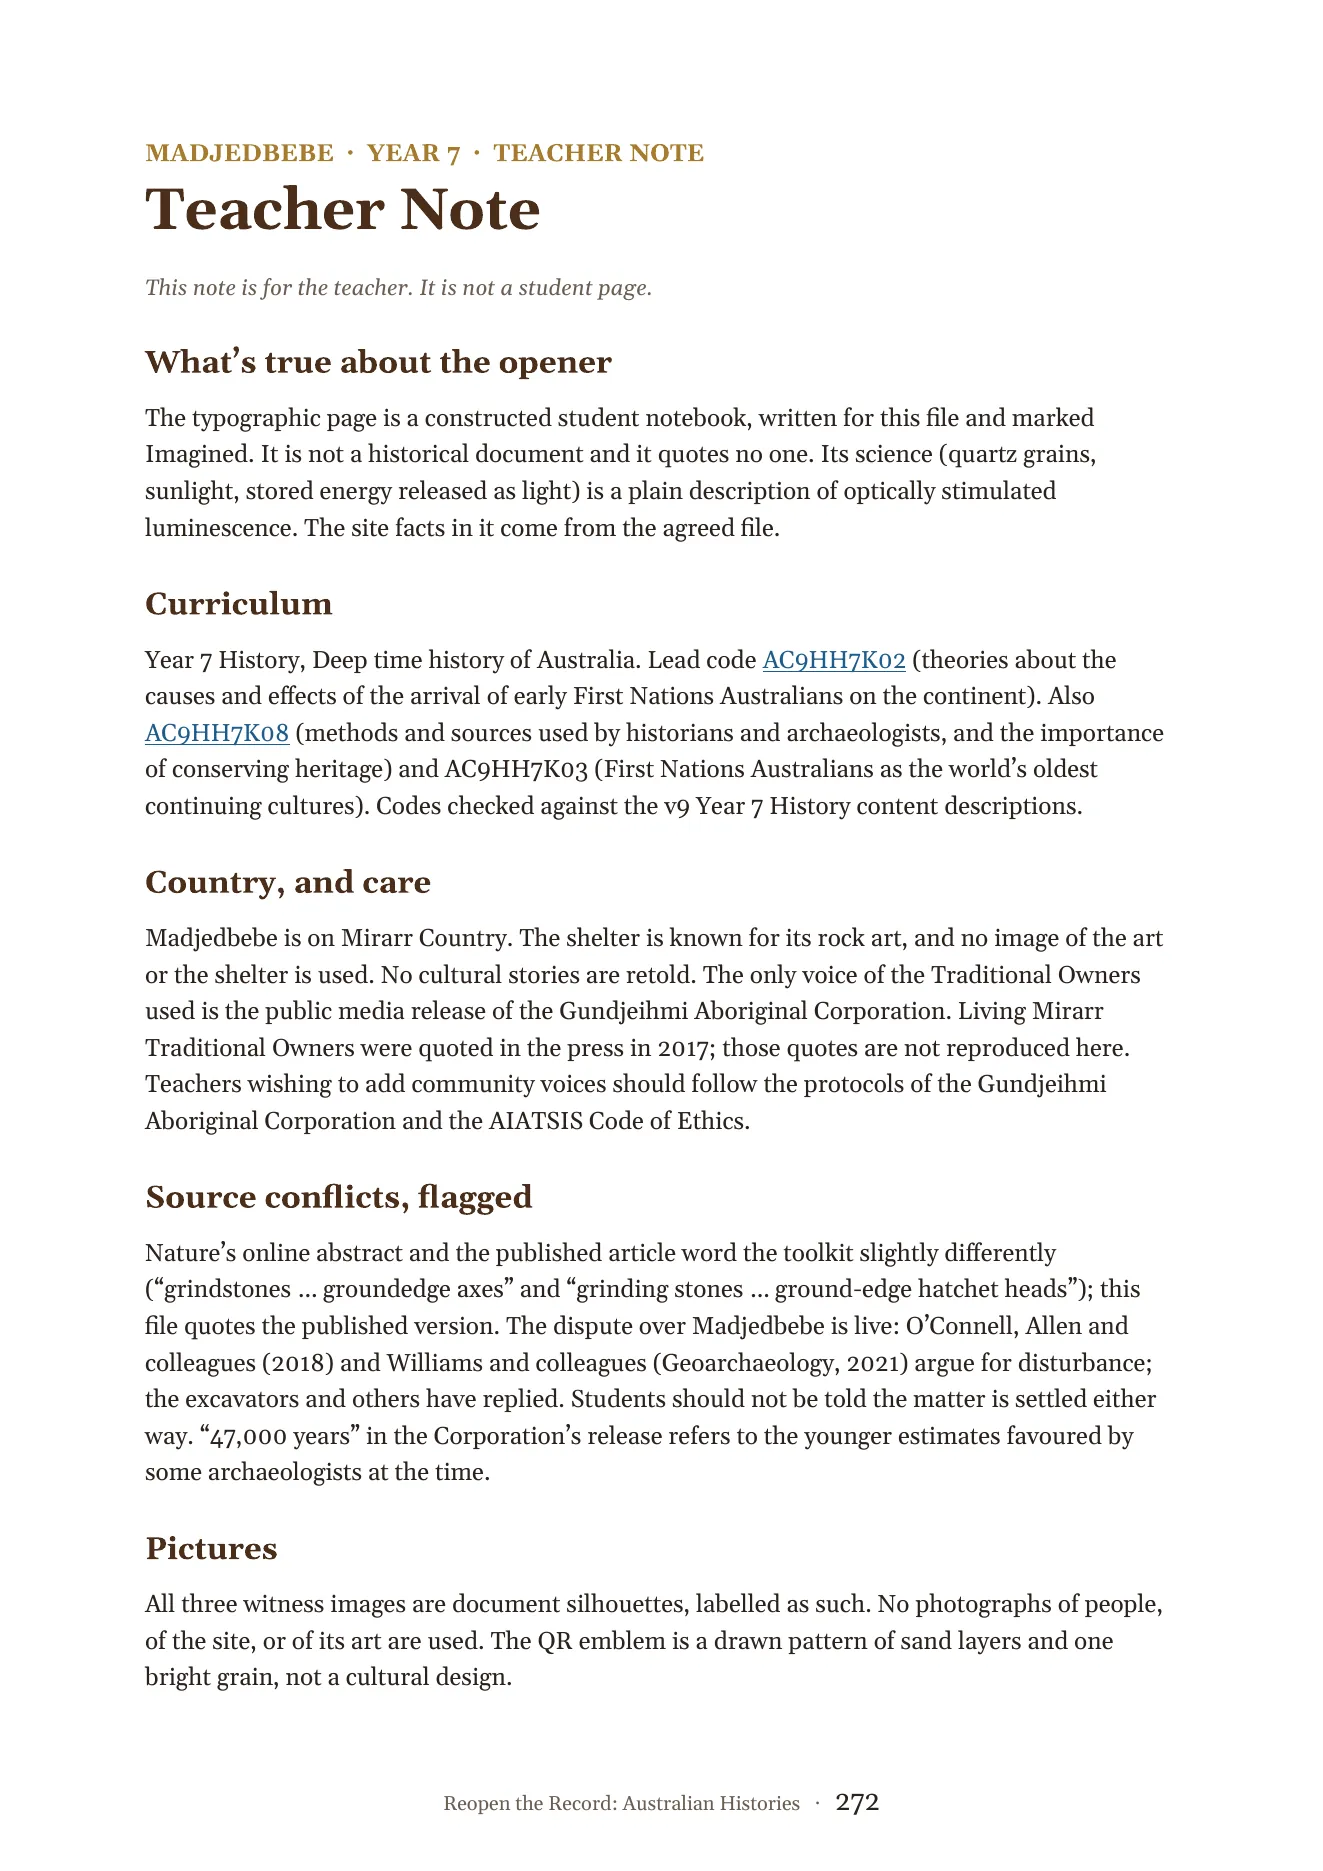 MADJEDBEBE · YEAR 7 · TEACHER NOTE
Teacher Note
This note is for the teacher. It is not a student page.
What’s true about the opener
The typographic page is a constructed student notebook, written for this file and marked
Imagined. It is not a historical document and it quotes no one. Its science (quartz grains,
sunlight, stored energy released as light) is a plain description of optically stimulated
luminescence. The site facts in it come from the agreed file.
Curriculum
Year 7 History, Deep time history of Australia. Lead code AC9HH7K02 (theories about the
causes and effects of the arrival of early First Nations Australians on the continent). Also
AC9HH7K08 (methods and sources used by historians and archaeologists, and the importance
of conserving heritage) and AC9HH7K03 (First Nations Australians as the world’s oldest
continuing cultures). Codes checked against the v9 Year 7 History content descriptions.
Country, and care
Madjedbebe is on Mirarr Country. The shelter is known for its rock art, and no image of the art
or the shelter is used. No cultural stories are retold. The only voice of the Traditional Owners
used is the public media release of the Gundjeihmi Aboriginal Corporation. Living Mirarr
Traditional Owners were quoted in the press in 2017; those quotes are not reproduced here.
Teachers wishing to add community voices should follow the protocols of the Gundjeihmi
Aboriginal Corporation and the AIATSIS Code of Ethics.
Source conflicts, flagged
Nature’s online abstract and the published article word the toolkit slightly differently
(“grindstones … groundedge axes” and “grinding stones … ground-edge hatchet heads”); this
file quotes the published version. The dispute over Madjedbebe is live: O’Connell, Allen and
colleagues (2018) and Williams and colleagues (Geoarchaeology, 2021) argue for disturbance;
the excavators and others have replied. Students should not be told the matter is settled either
way. “47,000 years” in the Corporation’s release refers to the younger estimates favoured by
some archaeologists at the time.
Pictures
All three witness images are document silhouettes, labelled as such. No photographs of people,
of the site, or of its art are used. The QR emblem is a drawn pattern of sand layers and one
bright grain, not a cultural design.
Reopen the Record: Australian Histories · 272